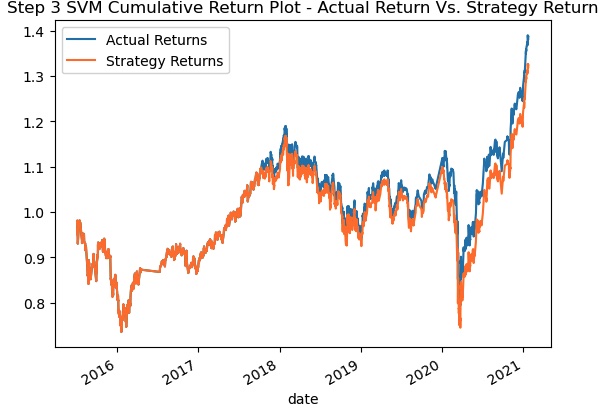 Step 3 SVM Cumulative Return Plot - Actual Return Vs. Strategy Return
Actual Returns
Strategy Returns
1.4
1.3
1.2
1.1
1.0
0.9
0.8
2016 2017 2018 2019 2020 2021
date